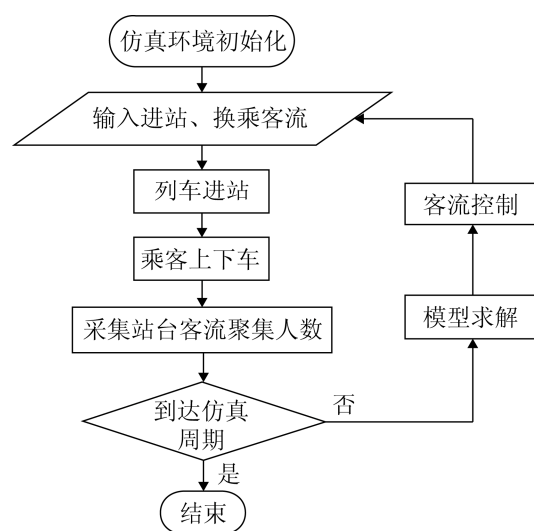 仿真环境初始化
输入进站、换乘客流
列车进站
客流控制
乘客上下车
模型求解
采集站台客流聚集人数
到达仿真
周期
否
是
结束